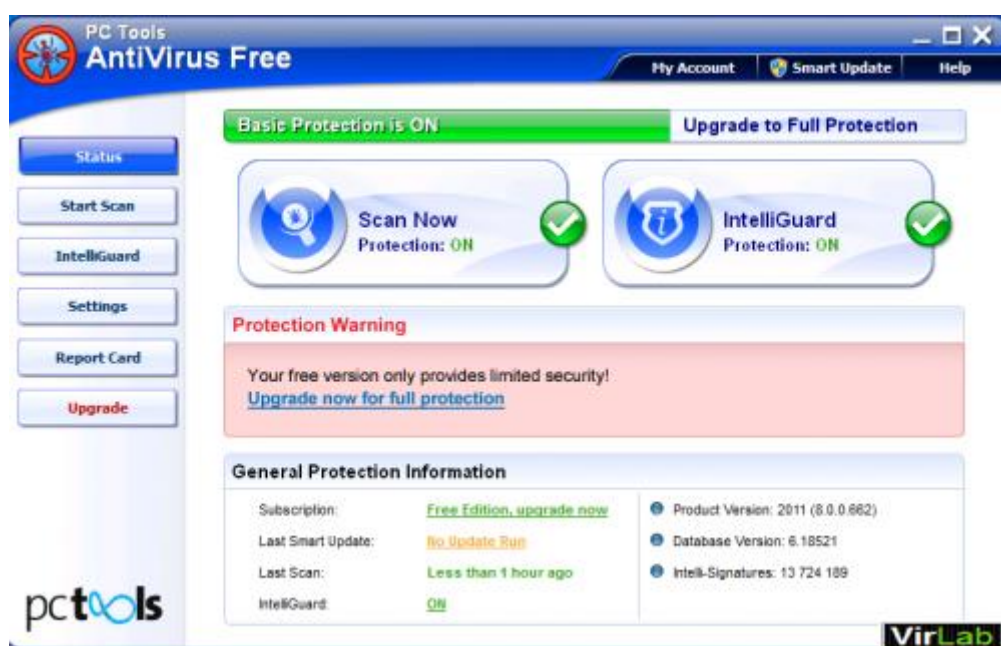 PC Tools
AntiVirus Free
My Account Smart Update Help
Basic Protection is ON
Upgrade to Full Protection
Status
Start Scan
IntelliGuard
Settings
Report Card
Upgrade
Scan Now
Protection: ON
IntelliGuard
Protection: ON
Protection Warning
Your free version only provides limited security!
Upgrade now for full protection
General Protection Information
Subscription: Free Edition, upgrade now
Last Smart Update: No Update Run
Last Scan: Less than 1 hour ago
IntelliGuard: ON
Product Version: 2011 (8.0.0.662)
Database Version: 6.18521
Intelli-Signatures: 13 724 189
pctools
VirLab